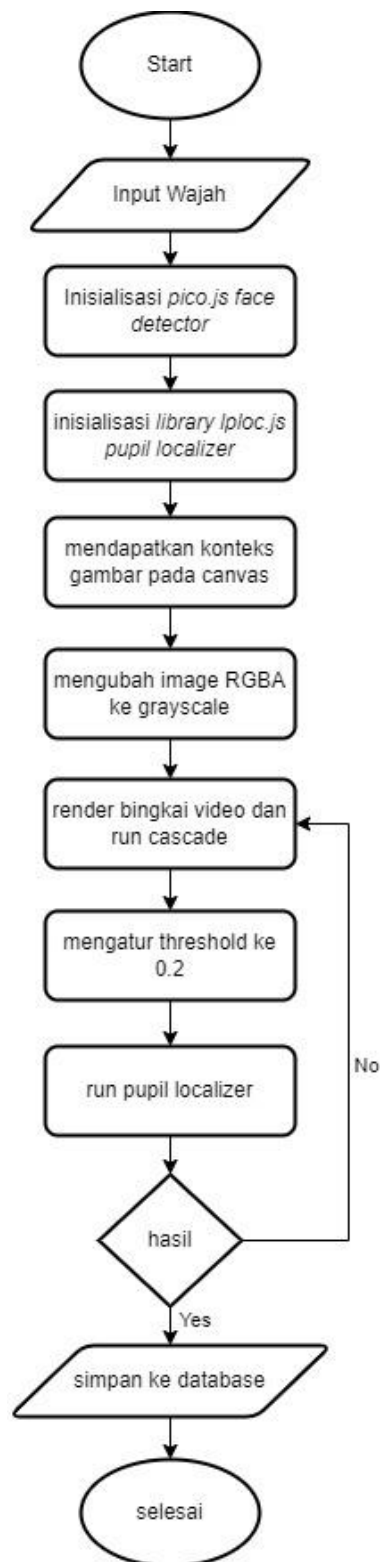 Start
Input Wajah
Inisialisasi pico.js face
detector
inisialisasi library lploc.js
pupil localizer
mendapatkan konteks
gambar pada canvas
mengubah image RGBA
ke grayscale
render bingkai video dan
run cascade
mengatur threshold ke
0.2
run pupil localizer
No
hasil
Yes
simpan ke database
selesai